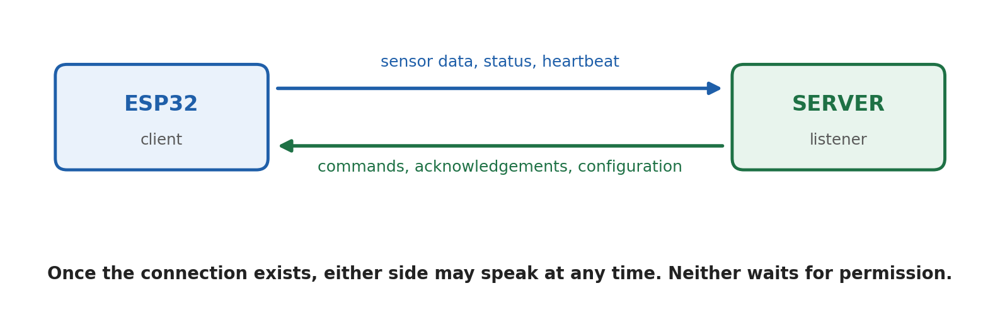 sensor data, status, heartbeat
ESP32
client
SERVER
listener
commands, acknowledgements, configuration
Once the connection exists, either side may speak at any time. Neither waits for permission.